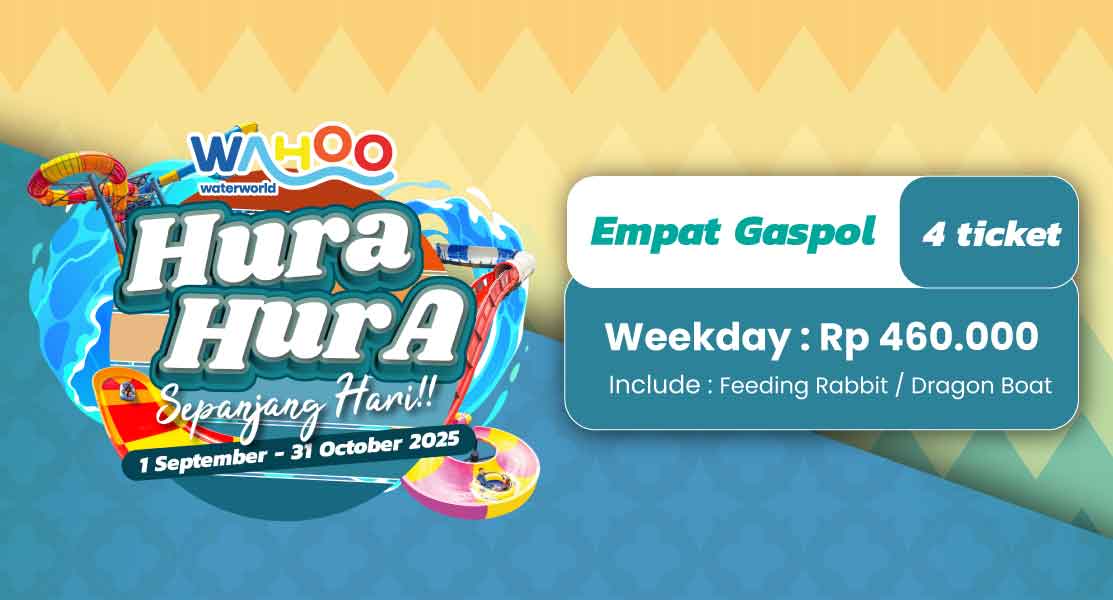 WAHOO
waterworld
Hura
HurA
Sepanjang Hari!!
1 September - 31 October 2025
Empat Gaspol
4 ticket
Weekday : Rp 460.000
Include : Feeding Rabbit / Dragon Boat